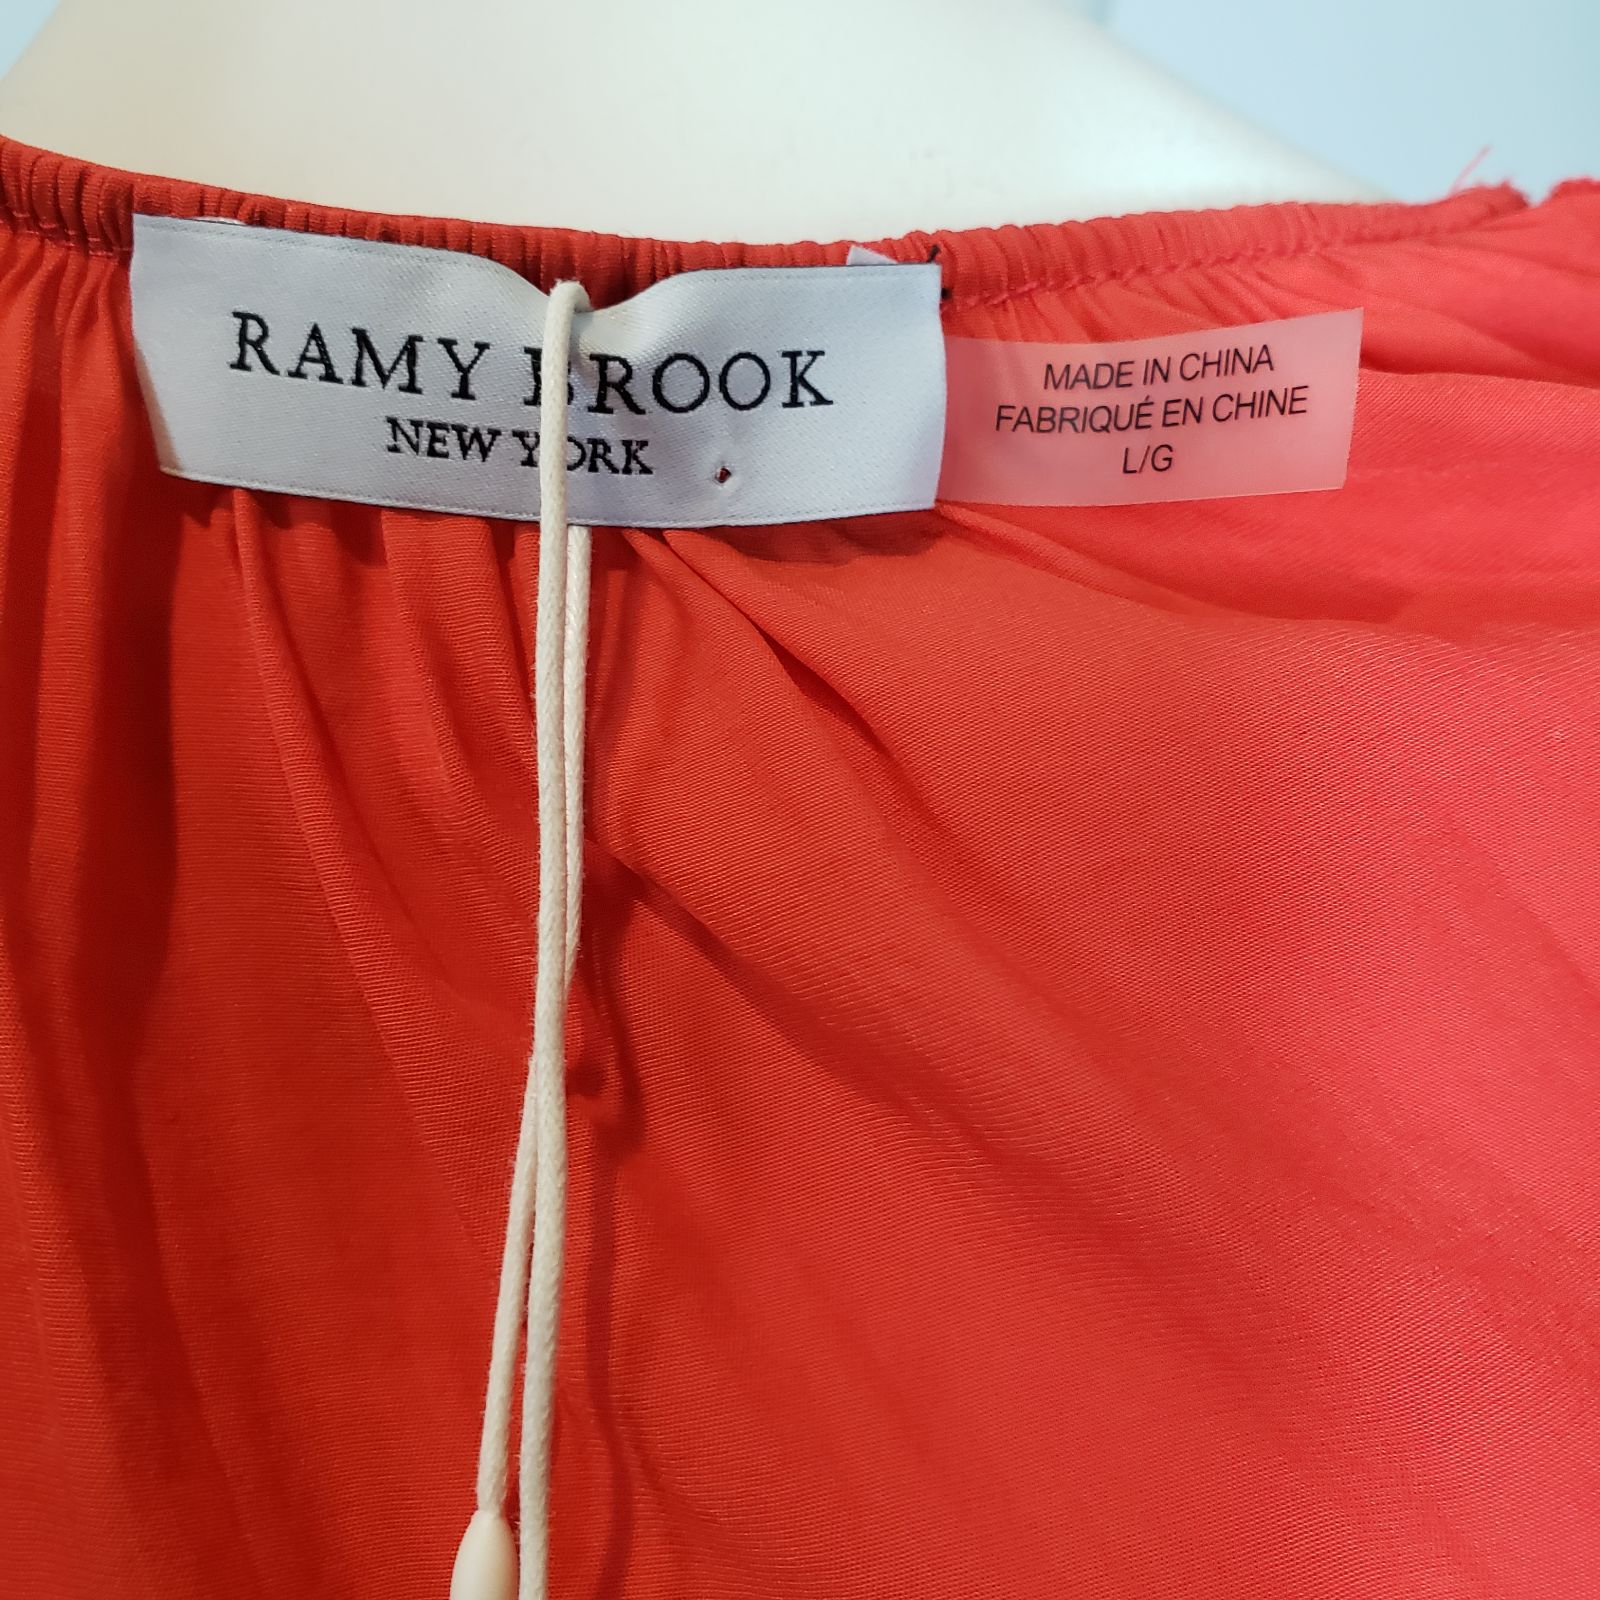 RAMY BROOK
NEW YORK
MADE IN CHINA
FABRIQUÉ EN CHINE
L/G